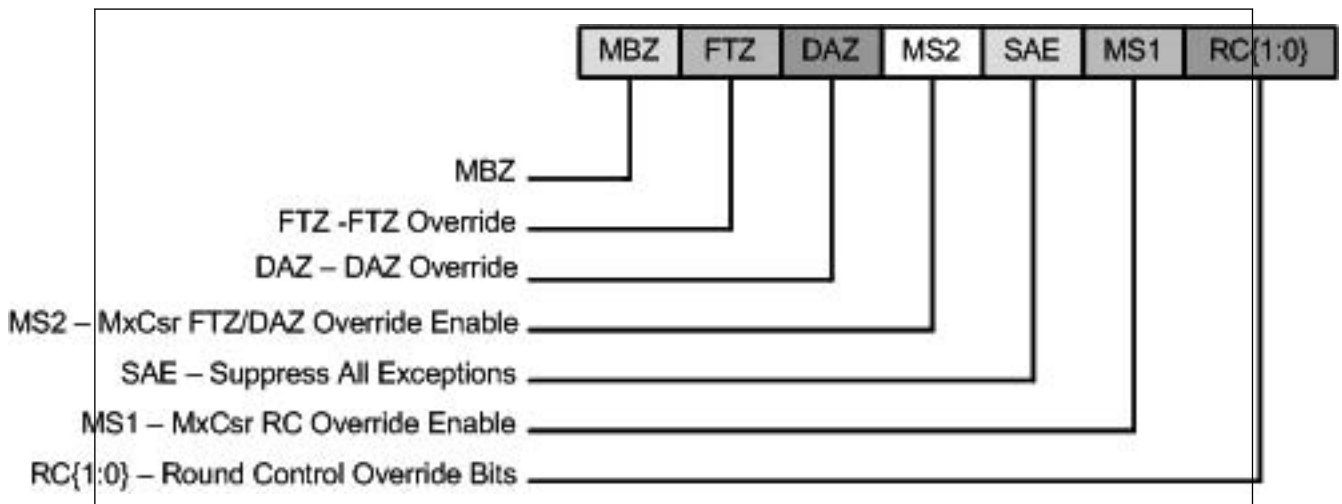 MBZ FTZ DAZ MS2 SAE MS1 RC{1:0}
MBZ
FTZ -FTZ Override
DAZ – DAZ Override
MS2 – MxCsr FTZ/DAZ Override Enable
SAE – Suppress All Exceptions
MS1 – MxCsr RC Override Enable
RC{1:0} – Round Control Override Bits